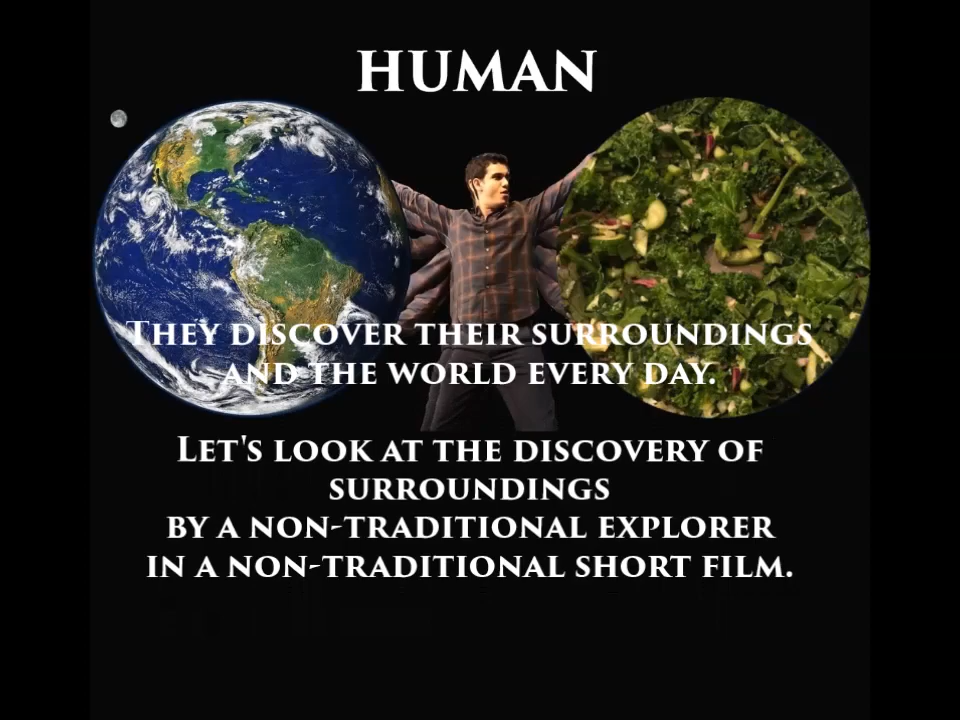 HUMAN
They discover their surroundings
and the world every day.
Let's look at the discovery of
surroundings
by a non-traditional explorer
in a non-traditional short film.